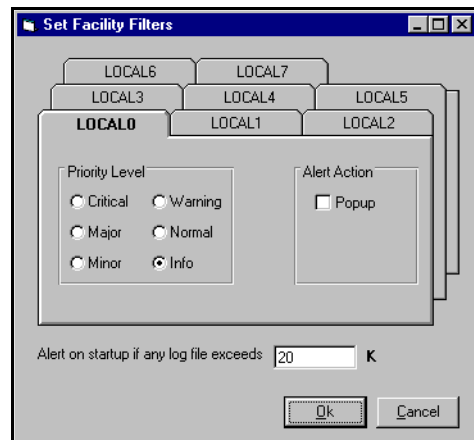 Set Facility Filters
LOCAL6 LOCAL7
LOCAL3 LOCAL4 LOCAL5
LOCAL0 LOCAL1 LOCAL2
Priority Level Alert Action
Critical Warning Popup
Major Normal
Minor Info
Alert on startup if any log file exceeds 20 K
Ok Cancel